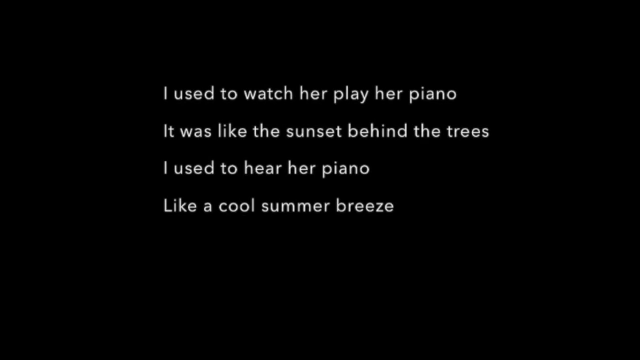 I used to watch her play her piano
It was like the sunset behind the trees
I used to hear her piano
Like a cool summer breeze